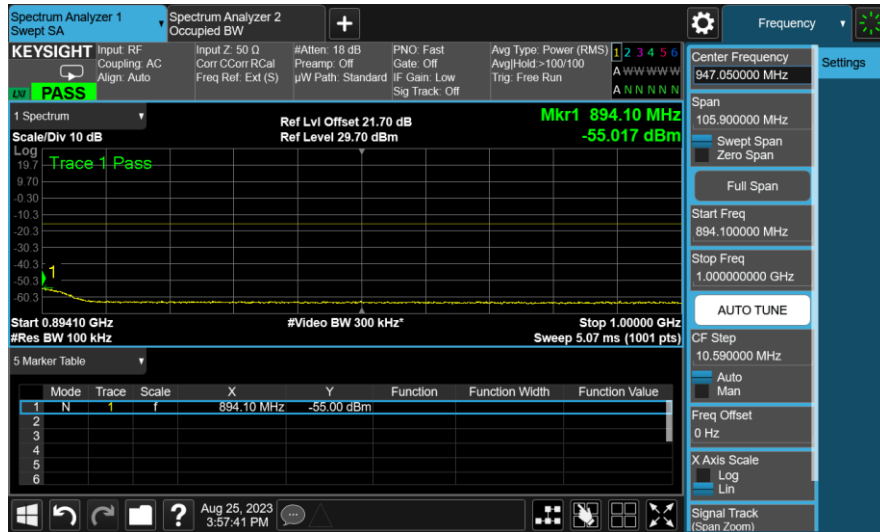 Spectrum Analyzer 1
Swept SA
Spectrum Analyzer 2
Occupied BW
+
Frequency
KEYSIGHT
LXI
PASS
Input: RF
Coupling: AC
Align: Auto
Input Z: 50 Ω
Corr CCorr RCal
Freq Ref: Ext (S)
#Atten: 18 dB
Preamp: Off
µW Path: Standard
PNO: Fast
Gate: Off
IF Gain: Low
Sig Track: Off
Avg Type: Power (RMS)
Avg|Hold:>100/100
Trig: Free Run
1 2 3 4 5 6
A W W W W W
A N N N N N
1 Spectrum
Scale/Div 10 dB
Ref Lvl Offset 21.70 dB
Ref Level 29.70 dBm
Mkr1 894.10 MHz
-55.017 dBm
Log
Trace 1 Pass
19.7
9.70
-0.30
-10.3
-20.3
-30.3
-40.3
-50.3
-60.3
1
Start 0.89410 GHz
#Res BW 100 kHz
#Video BW 300 kHz*
Stop 1.00000 GHz
Sweep 5.07 ms (1001 pts)
5 Marker Table
Mode Trace Scale X Y Function Function Width Function Value
1 N 1 f 894.10 MHz -55.00 dBm
2
3
4
5
6
Aug 25, 2023
3:57:41 PM
?
Center Frequency
947.050000 MHz
Settings
Span
105.900000 MHz
Swept Span
Zero Span
Full Span
Start Freq
894.100000 MHz
Stop Freq
1.000000000 GHz
AUTO TUNE
CF Step
10.590000 MHz
Auto
Man
Freq Offset
0 Hz
X Axis Scale
Log
Lin
Signal Track
(Span Zoom)